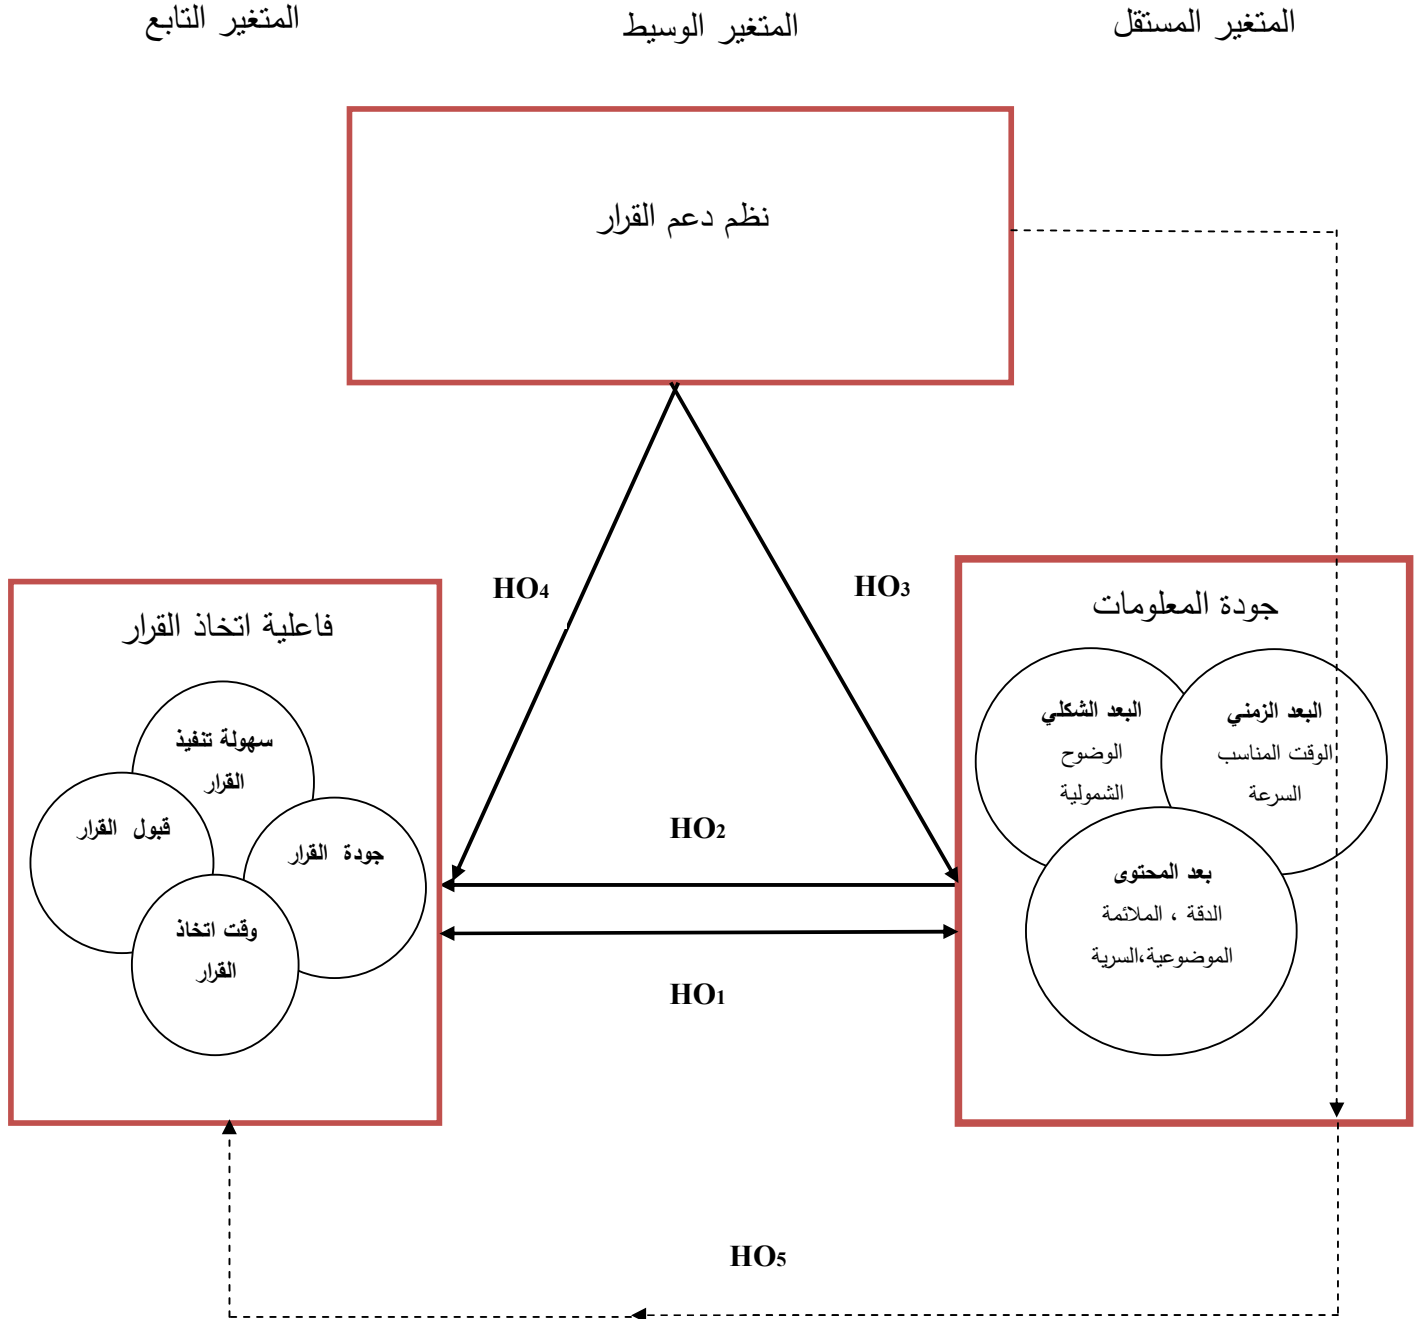 المتغير المستقل
المتغير الوسيط
المتغير التابع
نظم دعم القرار
HO3
HO4
جودة المعلومات
البعد الزمني
الوقت المناسب
السرعة
البعد الشكلي
الوضوح
الشمولية
بعد المحتوى
الدقة ، الملائمة
الموضوعية،السرية
HO2
HO1
فاعلية اتخاذ القرار
سهولة تنفيذ
القرار
جودة القرار
قبول القرار
وقت اتخاذ
القرار
HO5